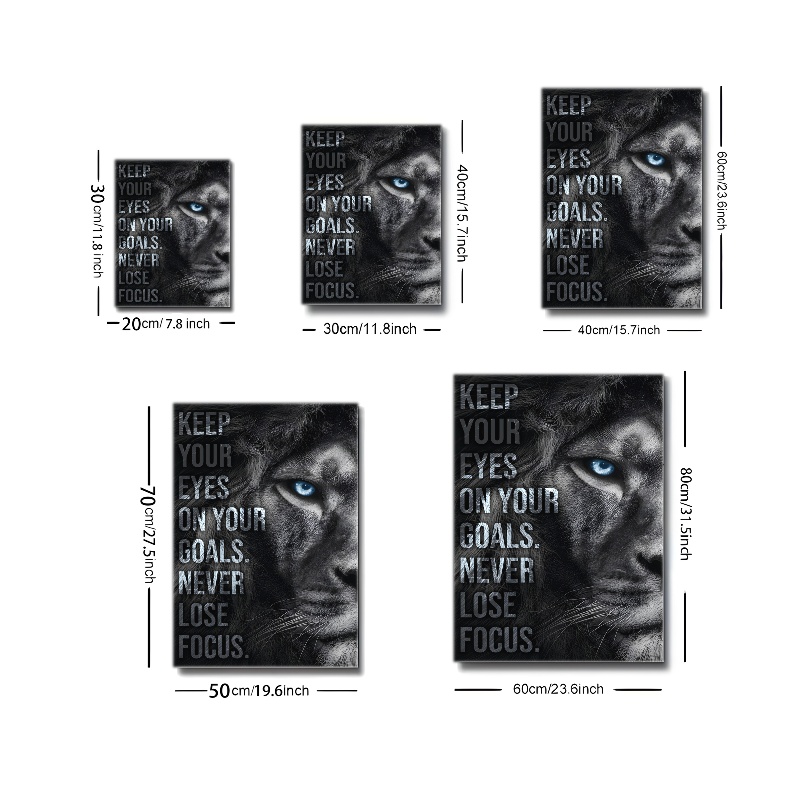 KEEP
YOUR
EYES
ON YOUR
GOALS.
NEVER
LOSE
FOCUS.
30cm/11.8 inch
20cm/ 7.8 inch
KEEP
YOUR
EYES
ON YOUR
GOALS.
NEVER
LOSE
FOCUS.
40cm/15.7inch
30cm/11.8inch
KEEP
YOUR
EYES
ON YOUR
GOALS.
NEVER
LOSE
FOCUS.
60cm/23.6inch
40cm/15.7inch
KEEP
YOUR
EYES
ON YOUR
GOALS.
NEVER
LOSE
FOCUS.
70cm/27.5inch
50cm/19.6inch
KEEP
YOUR
EYES
ON YOUR
GOALS.
NEVER
LOSE
FOCUS.
80cm/31.5inch
60cm/23.6inch